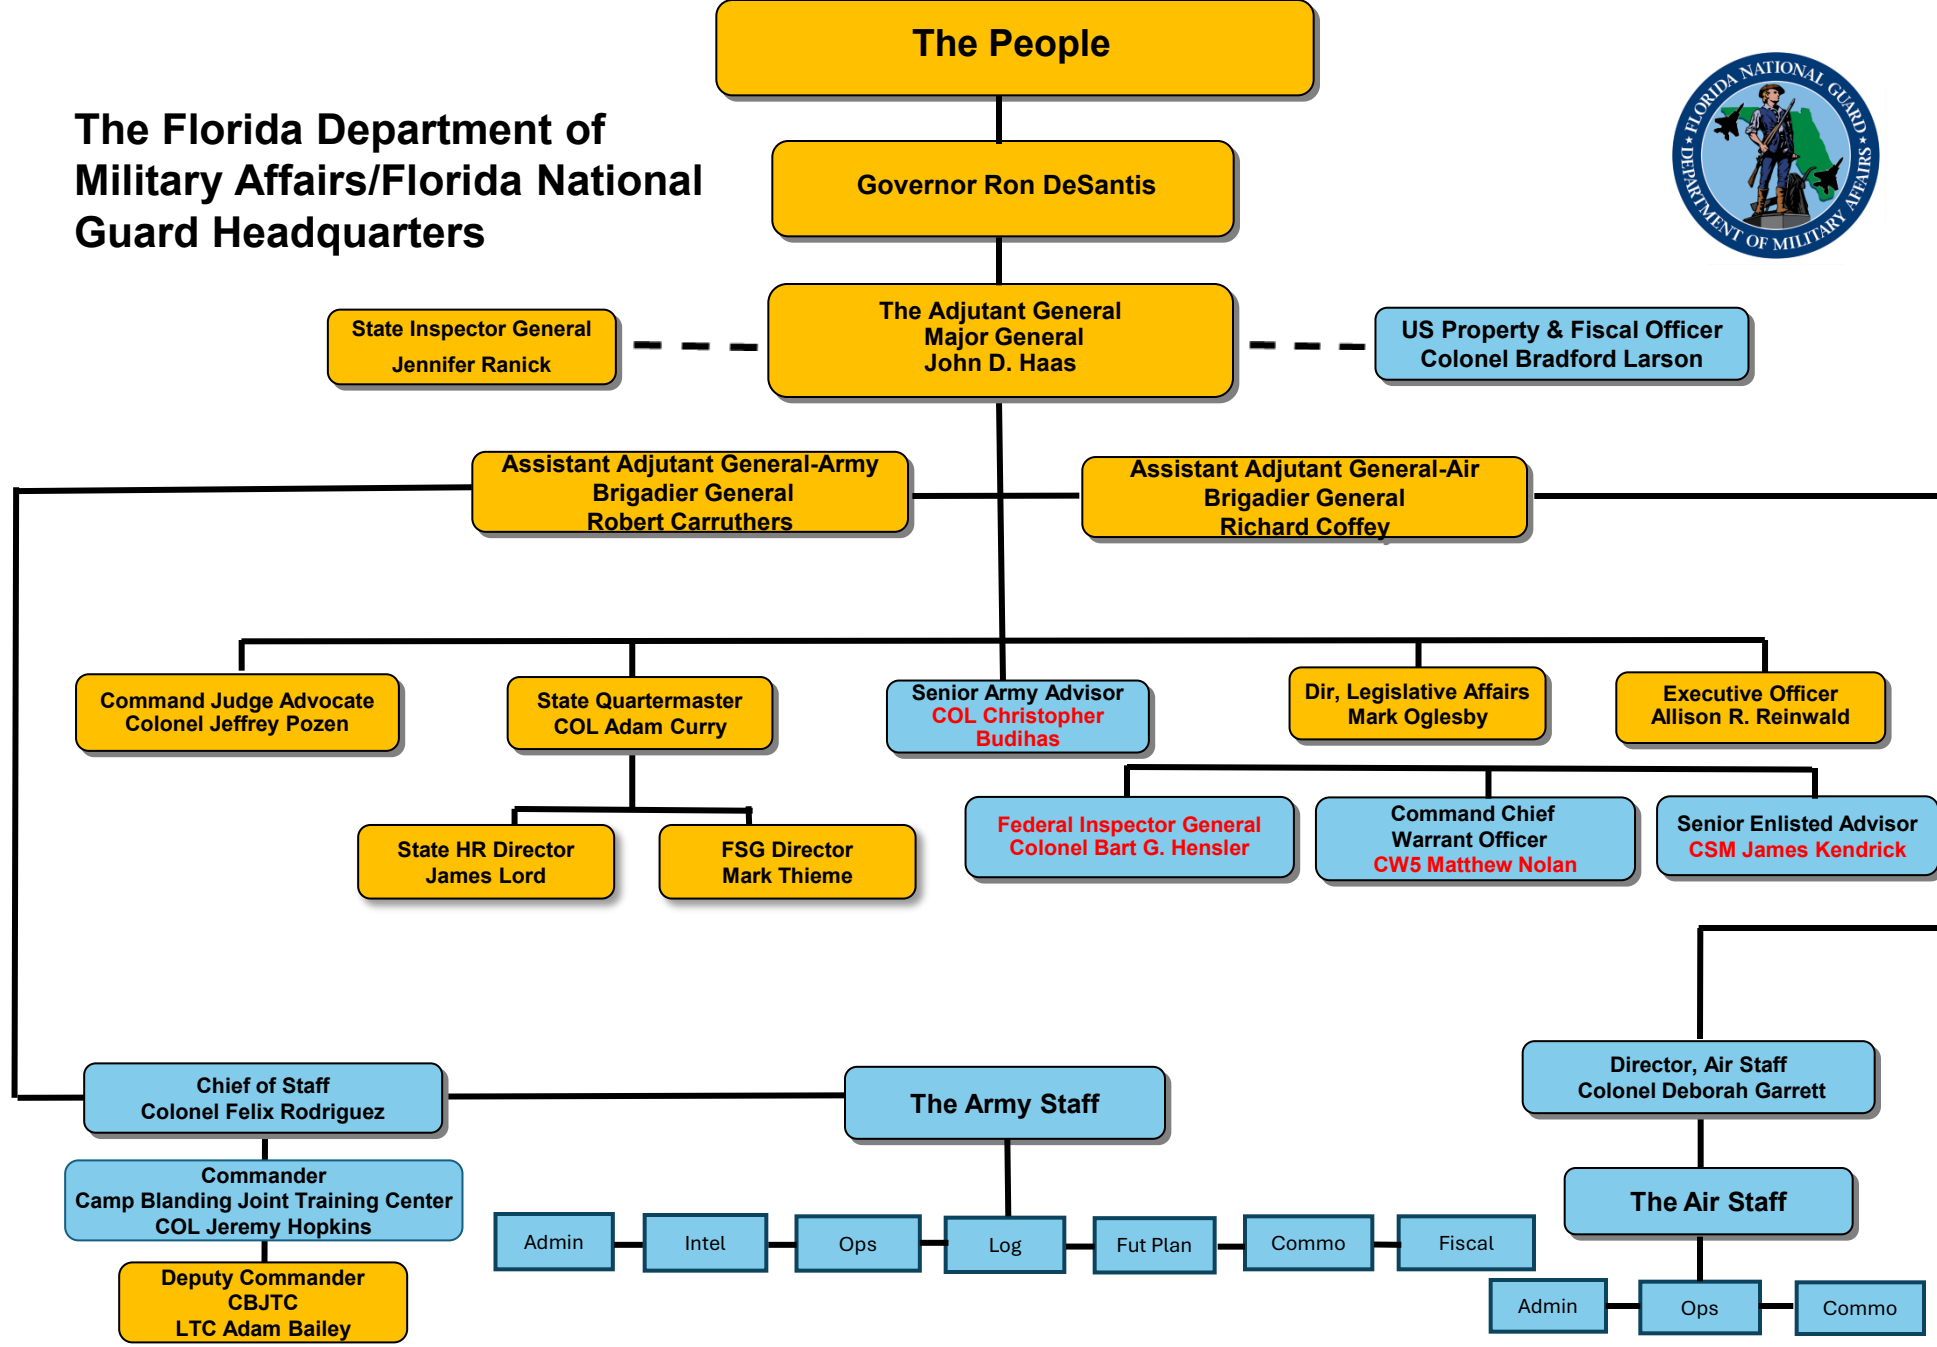 The People
The Florida Department of
Military Affairs/Florida National
Guard Headquarters
FLORIDA NATIONAL GUARD
DEPARTMENT OF MILITARY AFFAIRS
Governor Ron DeSantis
The Adjutant General
Major General
John D. Haas
State Inspector General
Jennifer Ranick
US Property & Fiscal Officer
Colonel Bradford Larson
Assistant Adjutant General-Army
Brigadier General
Robert Carruthers
Assistant Adjutant General-Air
Brigadier General
Richard Coffey
Command Judge Advocate
Colonel Jeffrey Pozen
State Quartermaster
COL Adam Curry
Senior Army Advisor
COL Christopher
Budihas
Dir, Legislative Affairs
Mark Oglesby
Executive Officer
Allison R. Reinwald
State HR Director
James Lord
FSG Director
Mark Thieme
Federal Inspector General
Colonel Bart G. Hensler
Command Chief
Warrant Officer
CW5 Matthew Nolan
Senior Enlisted Advisor
CSM James Kendrick
Chief of Staff
Colonel Felix Rodriguez
The Army Staff
Director, Air Staff
Colonel Deborah Garrett
Commander
Camp Blanding Joint Training Center
COL Jeremy Hopkins
The Air Staff
Admin
Intel
Ops
Log
Fut Plan
Commo
Fiscal
Deputy Commander
CBJTC
LTC Adam Bailey
Admin
Ops
Commo